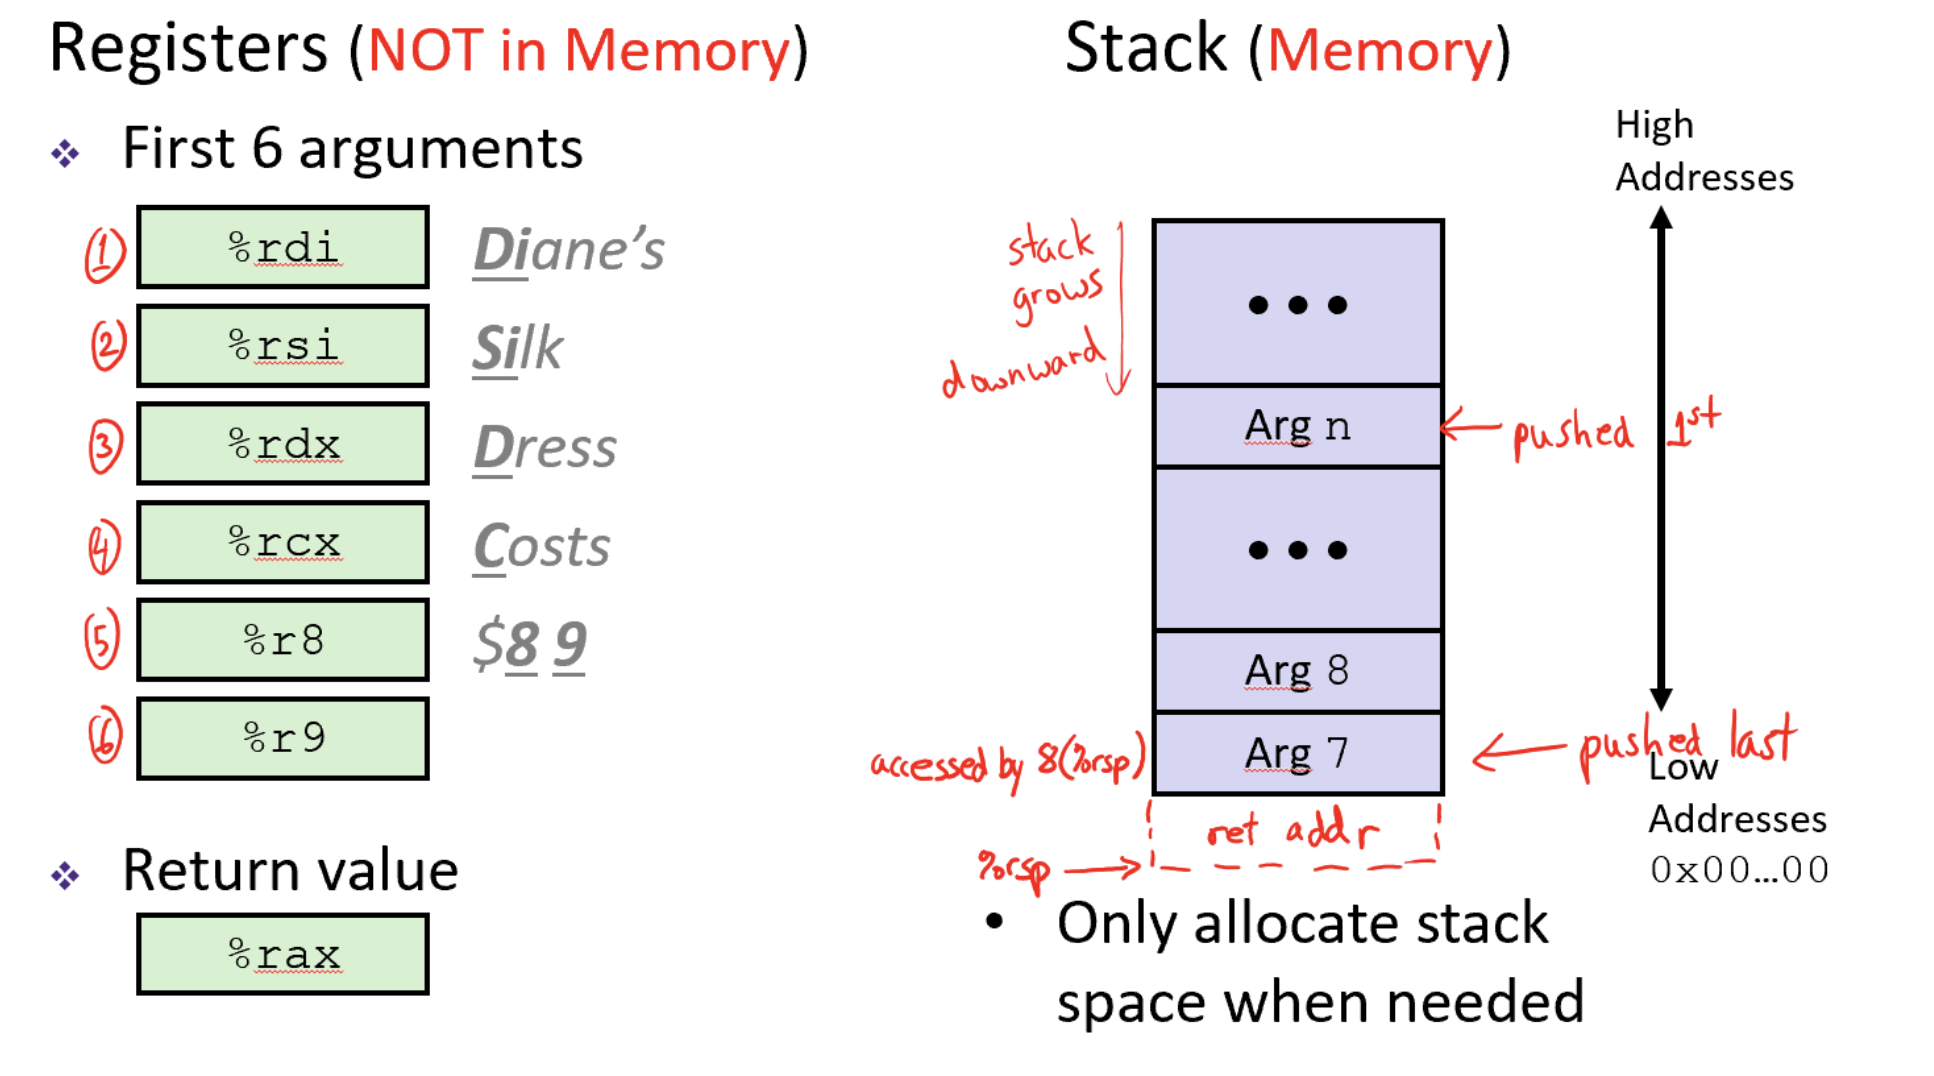 Registers (NOT in Memory)
❖ First 6 arguments
① %rdi Diane's
② %rsi Silk
③ %rdx Dress
④ %rcx Costs
⑤ %r8 $8 9
⑥ %r9
❖ Return value
%rax
Stack (Memory)
High
Addresses
stack
grows
downward
•••
Arg n ← pushed 1st
•••
Arg 8
accessed by 8(%rsp) Arg 7 ← pushed last
Low
Addresses
0x00…00
ret addr
%rsp →
• Only allocate stack
space when needed